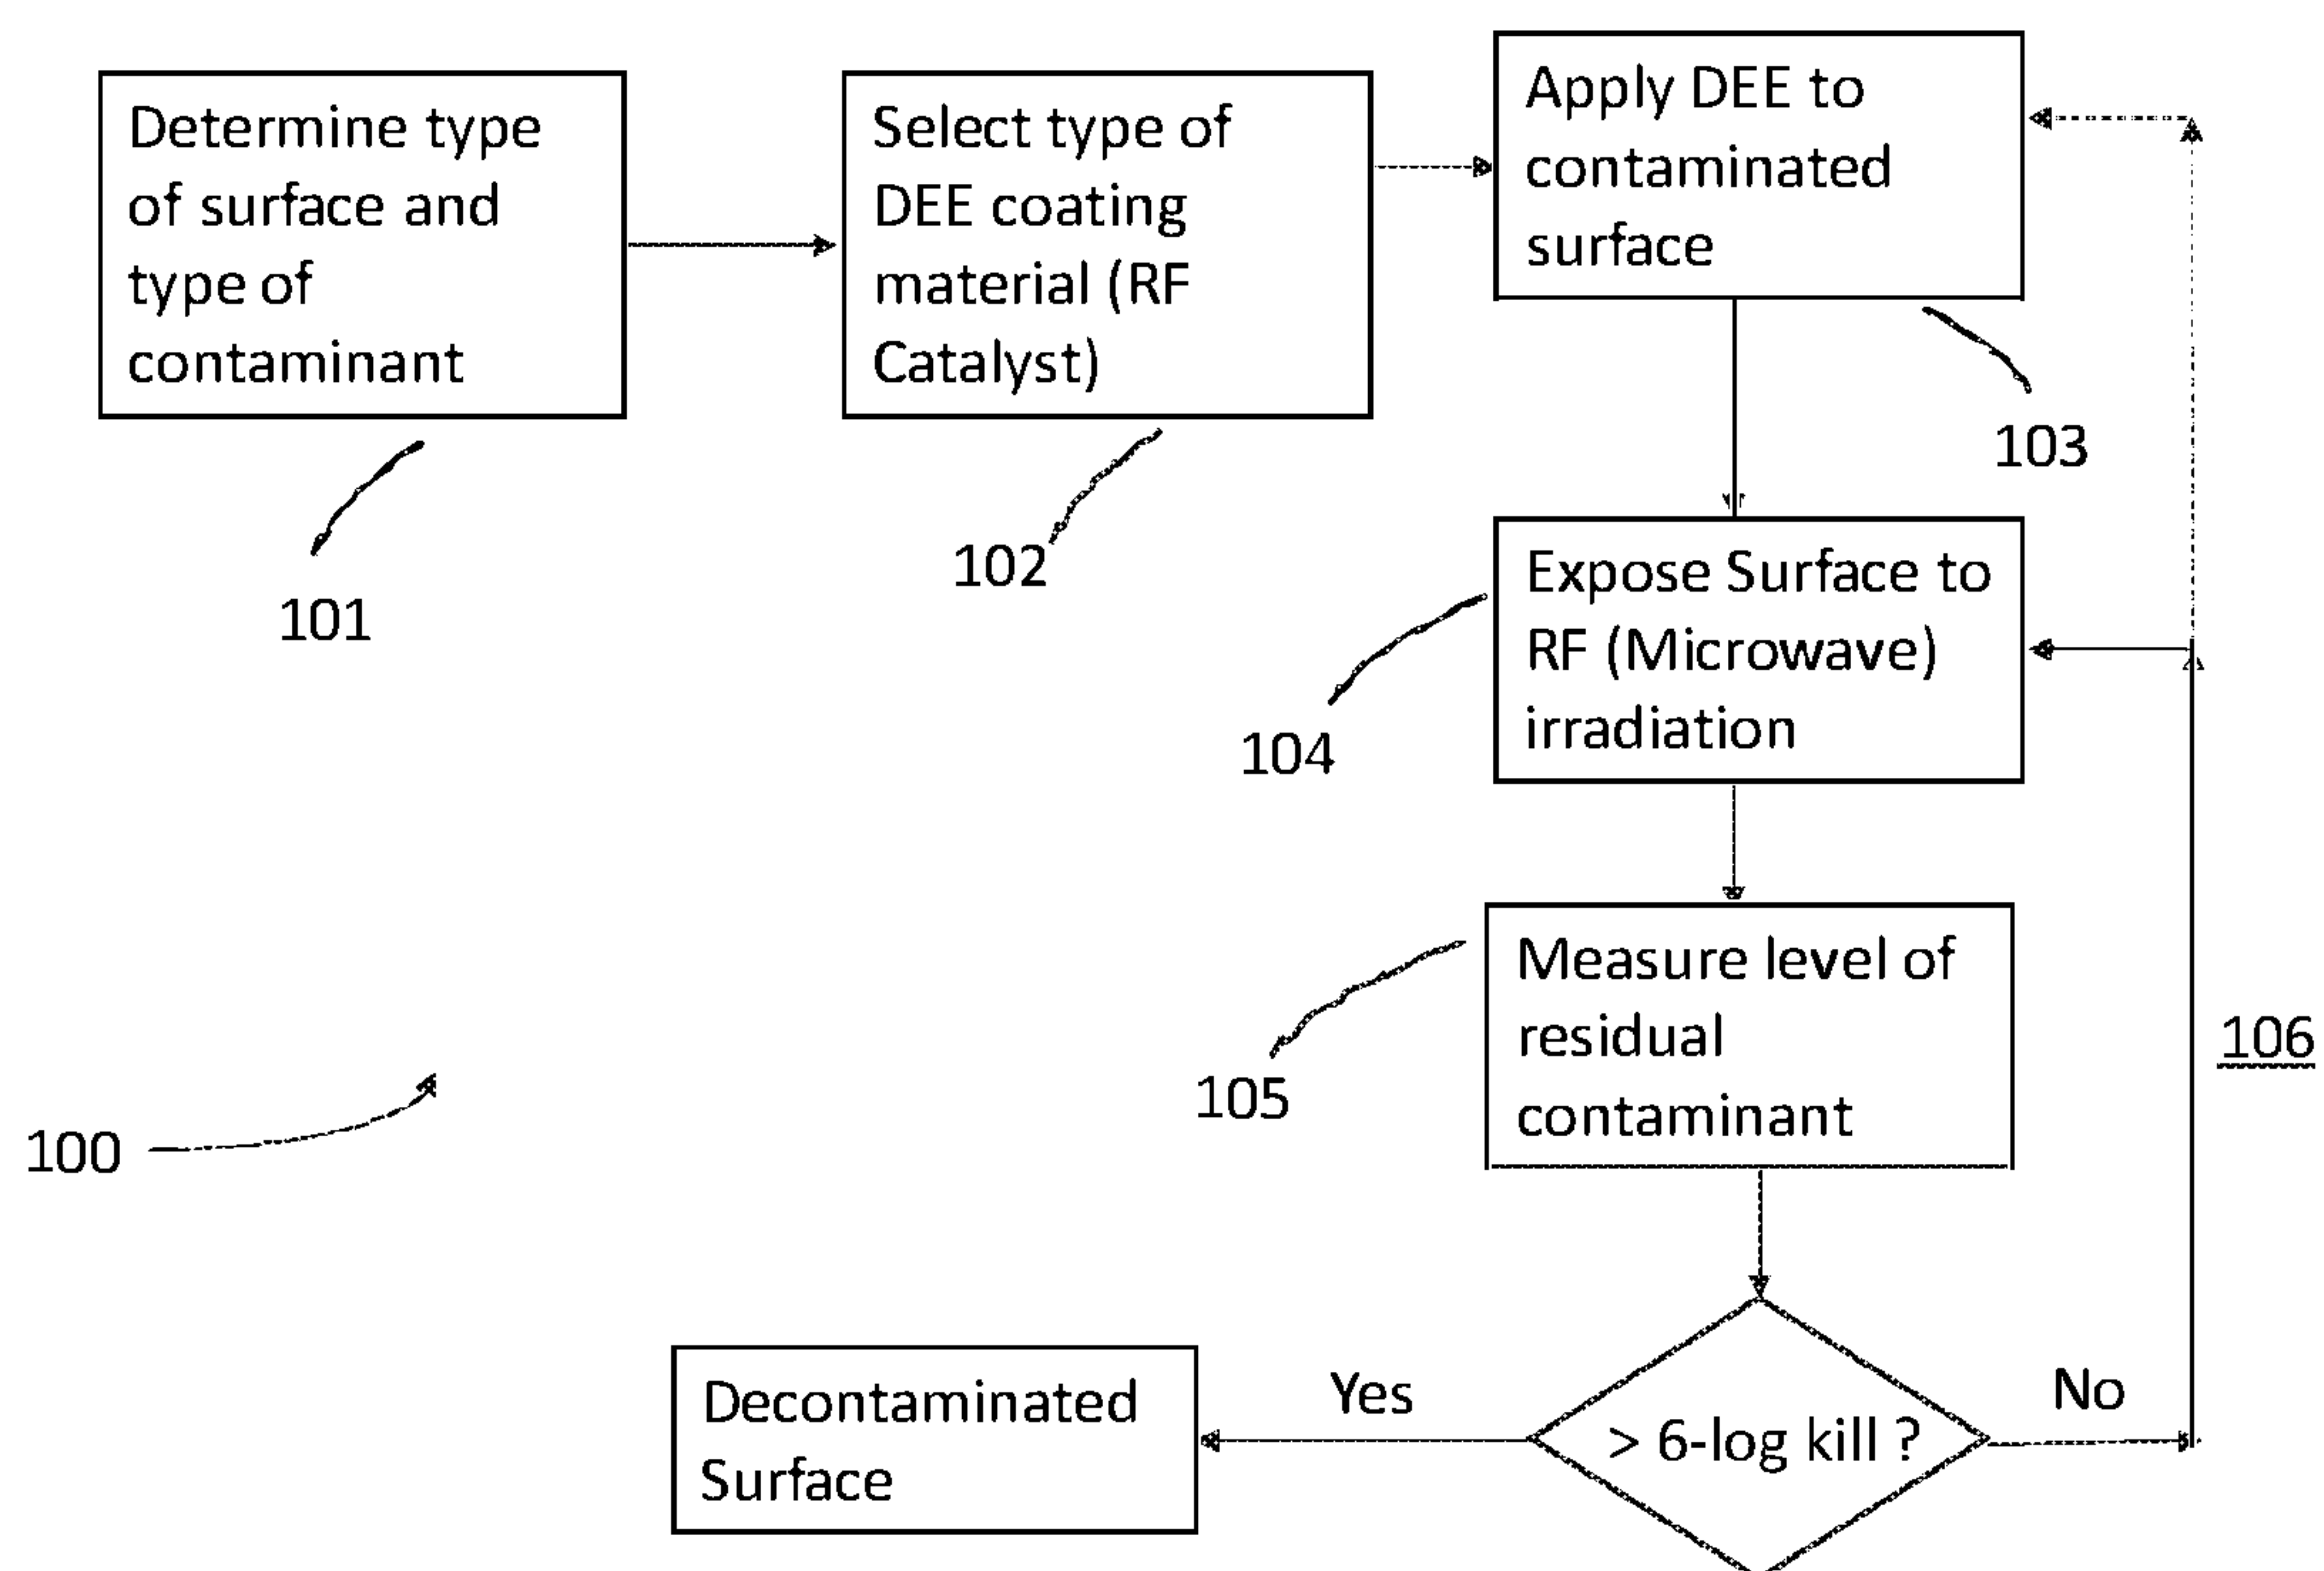 Determine type
of surface and
type of
contaminant
101
Select type of
DEE coating
material (RF
Catalyst)
102
Apply DEE to
contaminated
surface
103
Expose Surface to
RF (Microwave)
irradiation
104
Measure level of
residual
contaminant
105
106
100
> 6-log kill ?
Yes
No
Decontaminated
Surface